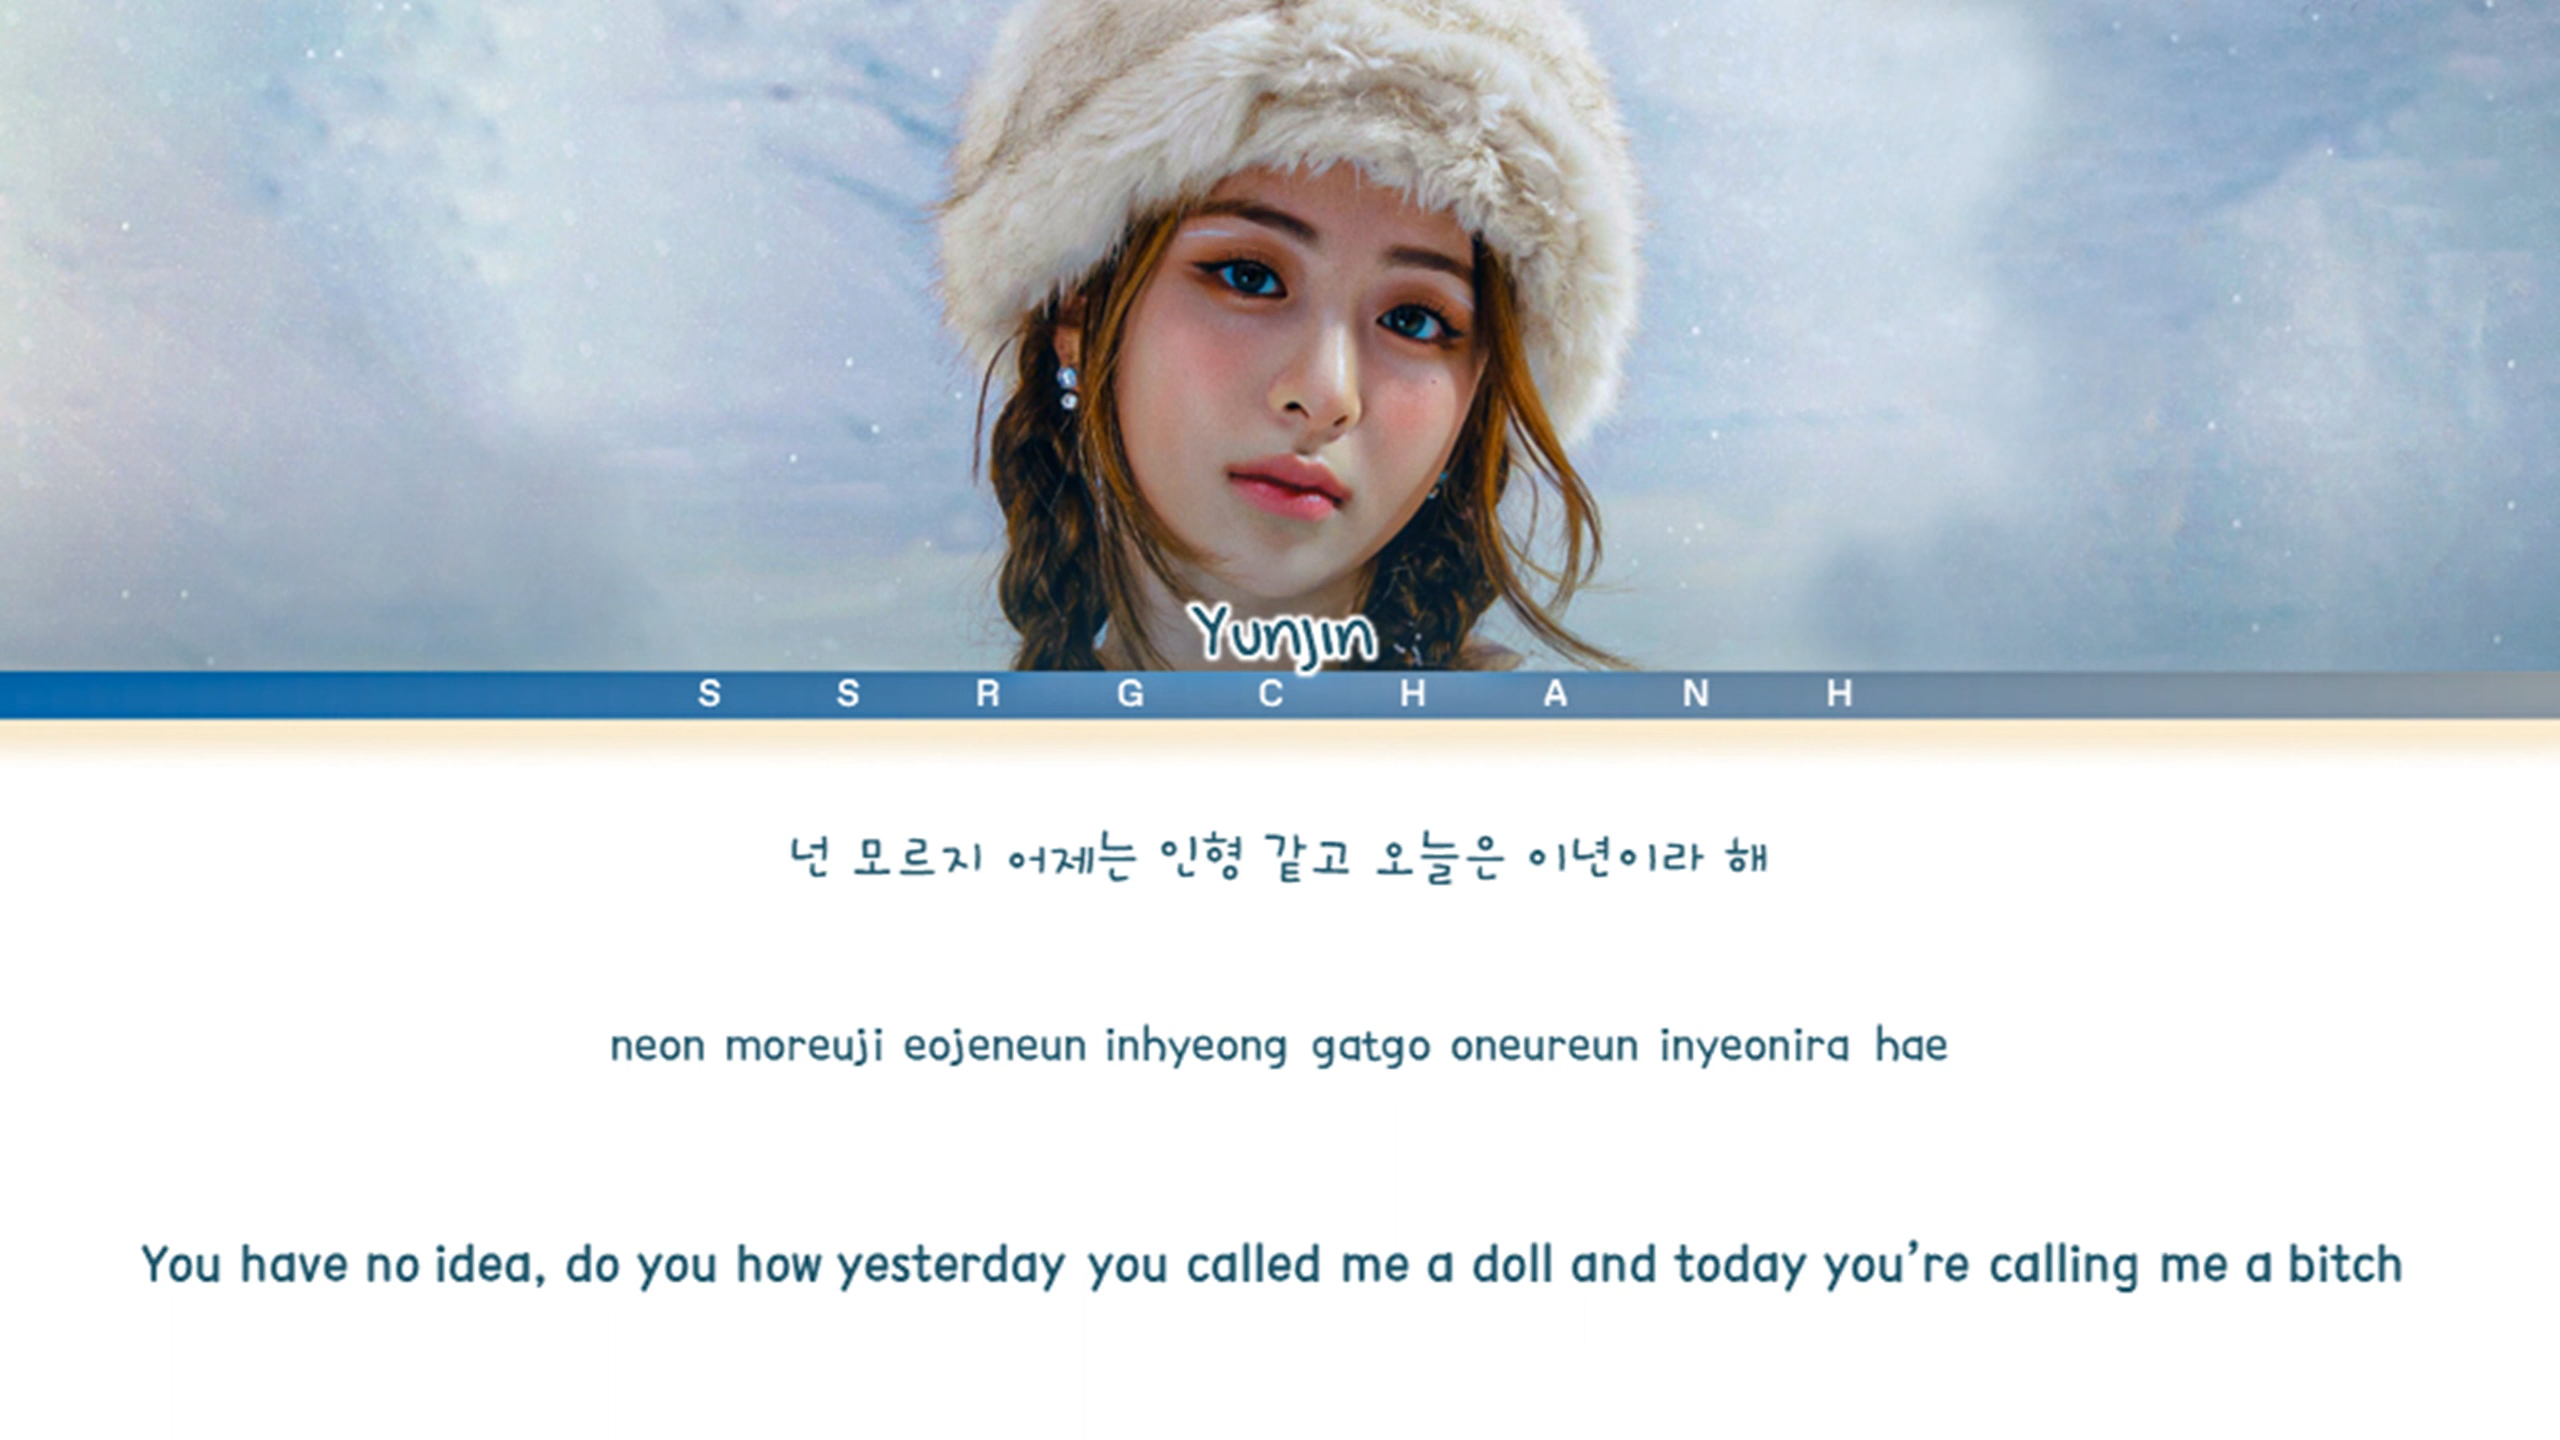 Yunjin
S S R G C H A N H
넌 모르지 어제는 인형 같고 오늘은 이년이라 해
neon moreuji eojeneun inhyeong gatgo oneureun inyeonira hae
You have no idea, do you how yesterday you called me a doll and today you’re calling me a bitch